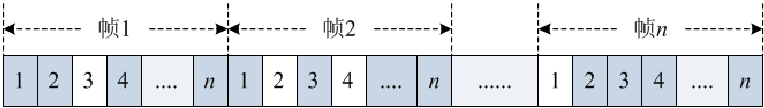 帧1 帧2 帧n
1 2 3 4 .... n 1 2 3 4 .... n ...... 1 2 3 4 .... n